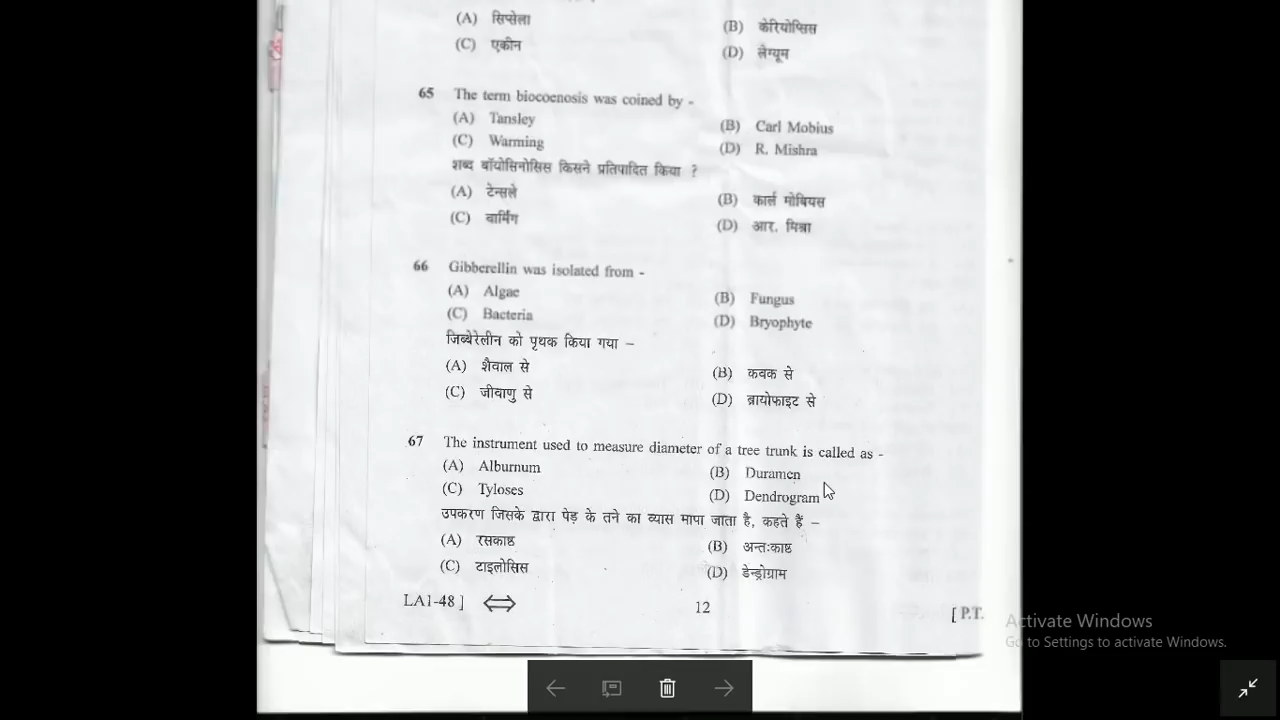 (A) सिप्सेला
(B) केरियोप्सिस
(C) एकीन
(D) लेग्यूम
65 The term biocoenosis was coined by -
(A) Tansley
(B) Carl Mobius
(C) Warming
(D) R. Mishra
शब्द बॉयोसिनोसिस किसने प्रतिपादित किया ?
(A) टेन्सले
(B) कार्ल मोबियस
(C) वार्मिंग
(D) आर. मिश्रा
66 Gibberellin was isolated from -
(A) Algae
(B) Fungus
(C) Bacteria
(D) Bryophyte
जिब्बेरेलीन को पृथक किया गया –
(A) शैवाल से
(B) कवक से
(C) जीवाणु से
(D) ब्रायोफाइट से
67 The instrument used to measure diameter of a tree trunk is called as -
(A) Alburnum
(B) Duramen
(C) Tyloses
(D) Dendrogram
उपकरण जिसके द्वारा पेड़ के तने का व्यास मापा जाता है, कहते हैं –
(A) रसकाष्ठ
(B) अन्तःकाष्ठ
(C) टाइलोसिस
(D) डेन्ड्रोग्राम
LA1-48 ]
12
[ P.T.
Activate Windows
Go to Settings to activate Windows.